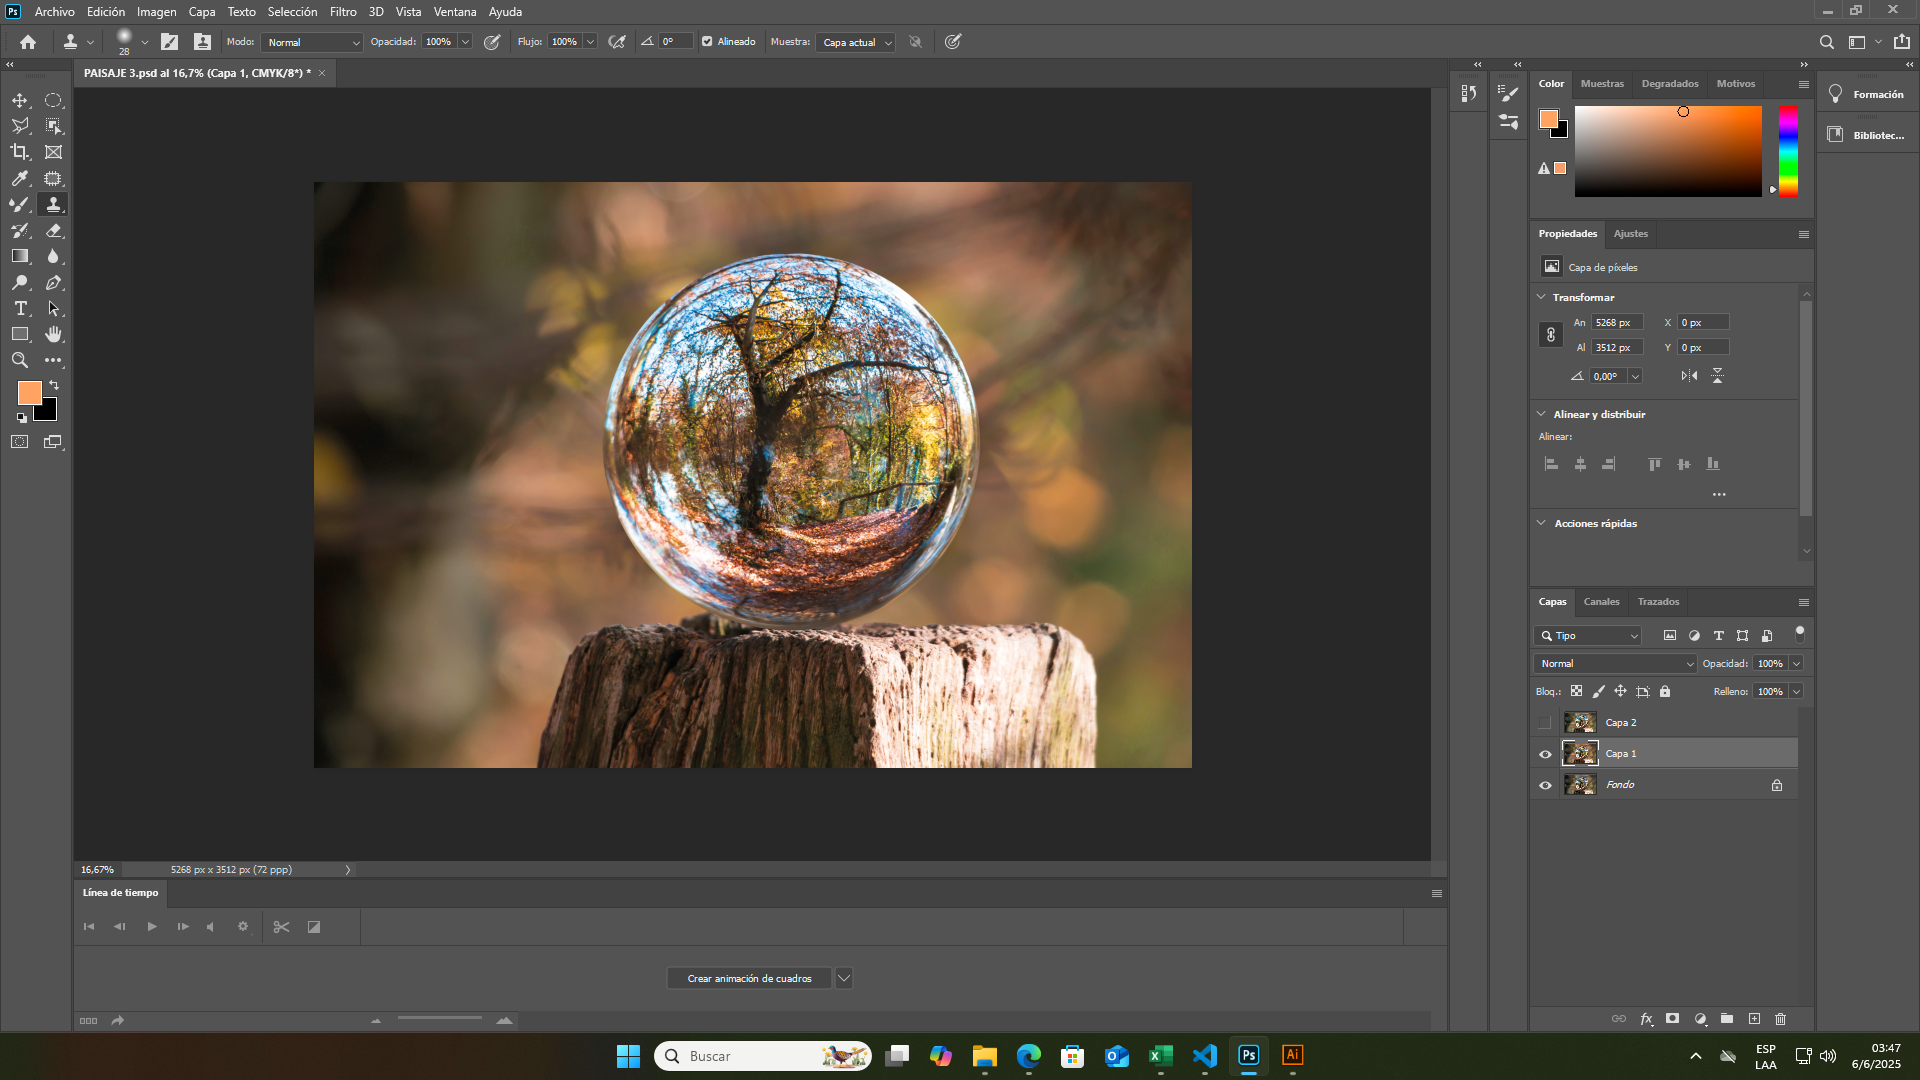 Ps Archivo Edición Imagen Capa Texto Selección Filtro 3D Vista Ventana Ayuda
28 Modo: Normal Opacidad: 100% Flujo: 100% 0° Alineado Muestra: Capa actual
PAISAJE 3.psd al 16,7% (Capa 1, CMYK/8*) *
Color Muestras Degradados Motivos
Formación
Bibliotec...
Propiedades Ajustes
Capa de píxeles
Transformar
An 5268 px X 0 px
Al 3512 px Y 0 px
0,00°
Alinear y distribuir
Alinear:
Acciones rápidas
Capas Canales Trazados
Tipo
Normal Opacidad: 100%
Bloq.: Relleno: 100%
Capa 2
Capa 1
Fondo
16,67% 5268 px x 3512 px (72 ppp)
Línea de tiempo
Crear animación de cuadros
fx
Buscar
Ps Ai
ESP
LAA
03:47
6/6/2025